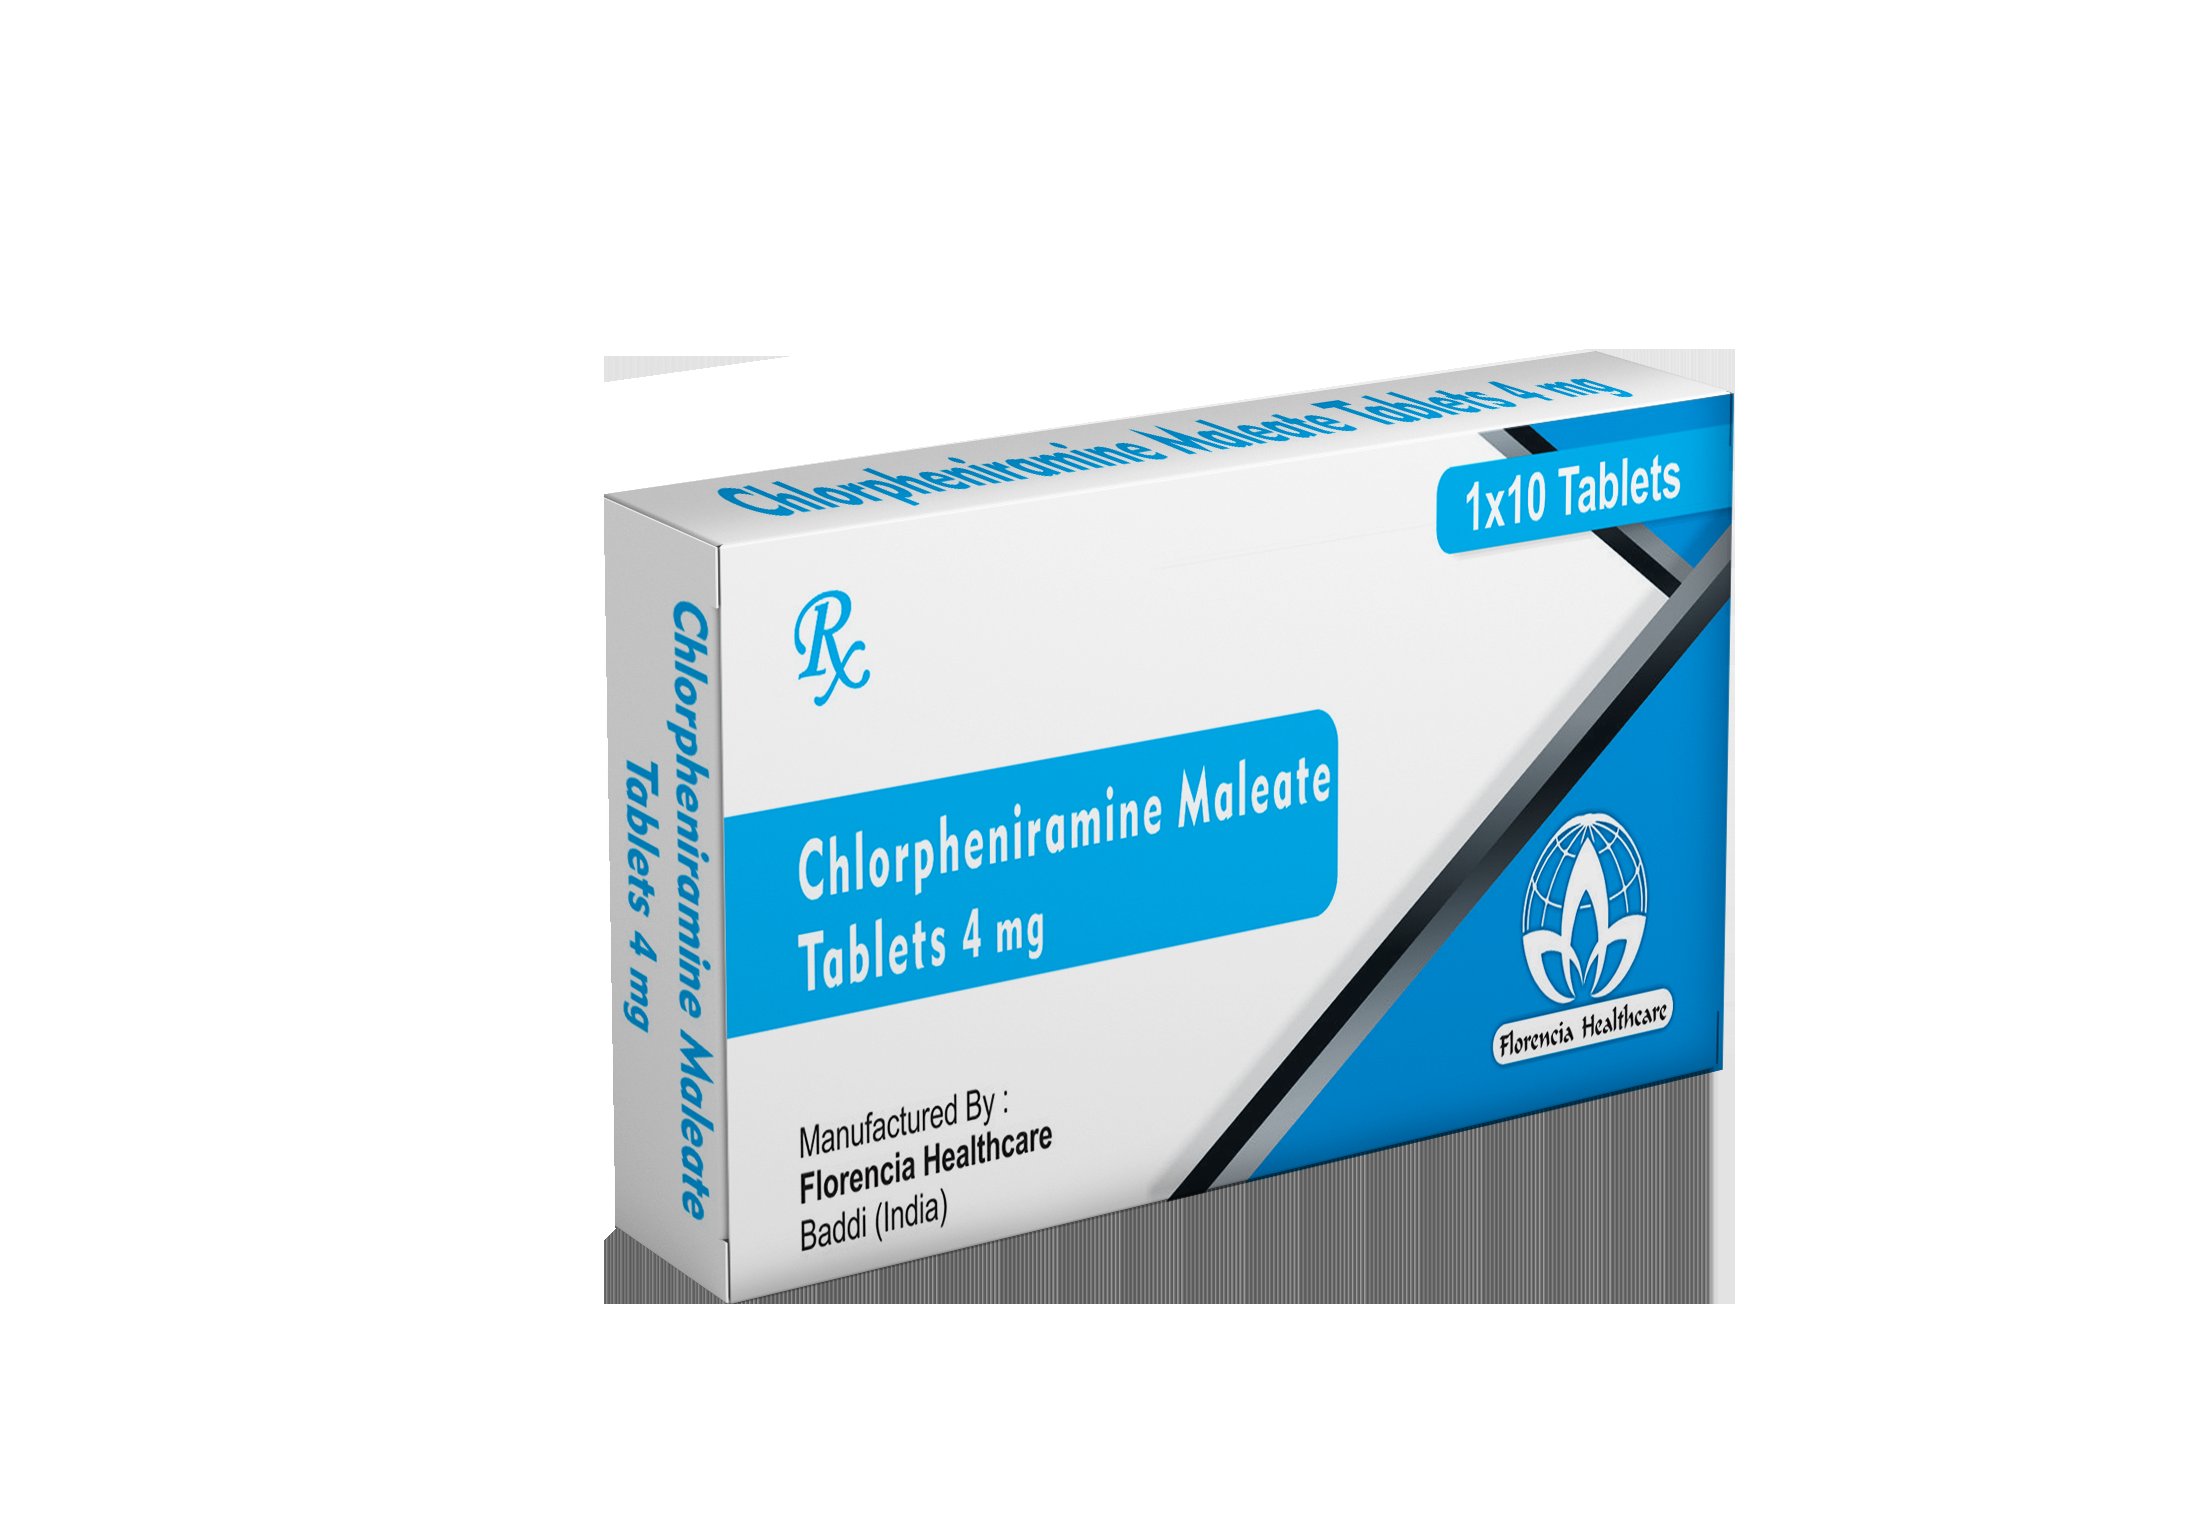 Chlorpheniramine Maleate Tablets 4 mg
1x10 Tablets
Rx
Chlorpheniramine Maleate
Tablets 4 mg
Chlorpheniramine Maleate
Tablets 4 mg
Florencia Healthcare
Manufactured By :
Florencia Healthcare
Baddi (India)